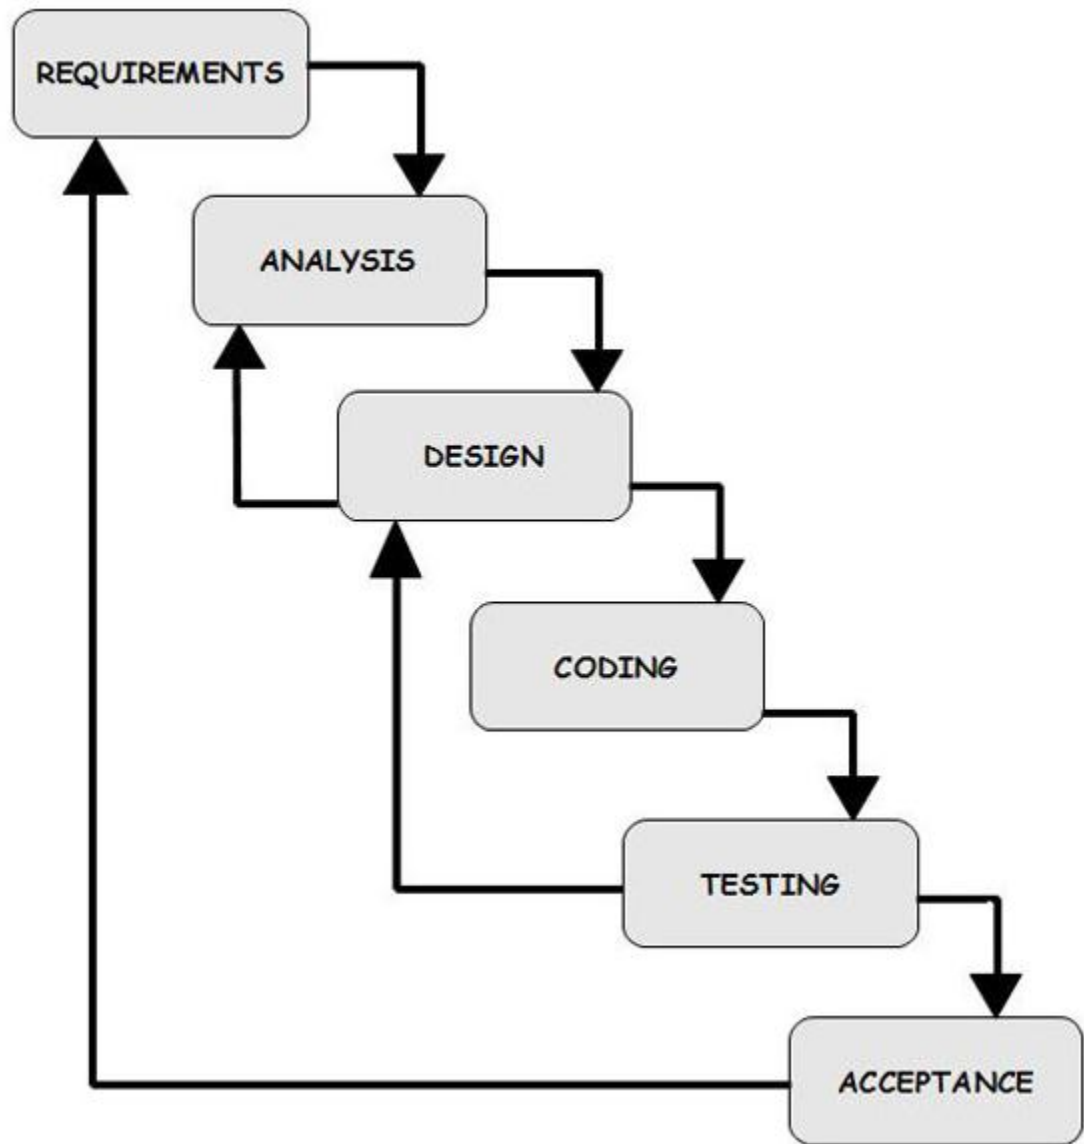 REQUIREMENTS
ANALYSIS
DESIGN
CODING
TESTING
ACCEPTANCE